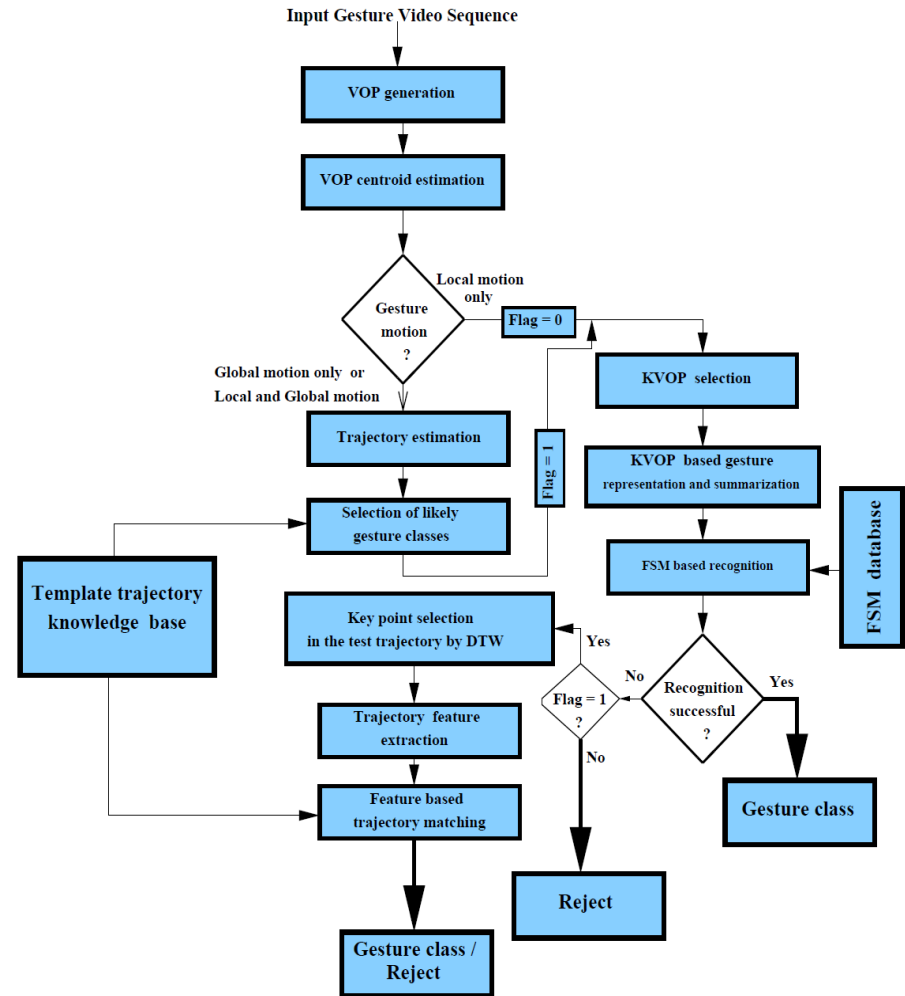 Input Gesture Video Sequence
VOP generation
VOP centroid estimation
Gesture
motion
?
Local motion
only
Flag = 0
Global motion only or
Local and Global motion
Trajectory estimation
Selection of likely
gesture classes
Flag = 1
KVOP selection
KVOP based gesture
representation and summarization
FSM based recognition
FSM database
Template trajectory
knowledge base
Key point selection
in the test trajectory by DTW
Yes
Flag = 1
?
No
No
Recognition
successful
?
Yes
Trajectory feature
extraction
Feature based
trajectory matching
Gesture class
Reject
Gesture class /
Reject